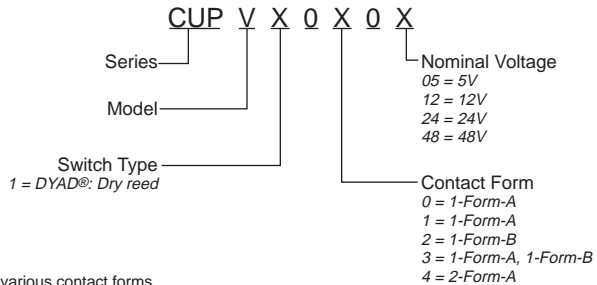 CUP V X 0 X 0 X
Series
Model
Switch Type
1 = DYAD®: Dry reed
Nominal Voltage
05 = 5V
12 = 12V
24 = 24V
48 = 48V
Contact Form
0 = 1-Form-A
1 = 1-Form-A
2 = 1-Form-B
3 = 1-Form-A, 1-Form-B
4 = 2-Form-A
various contact forms